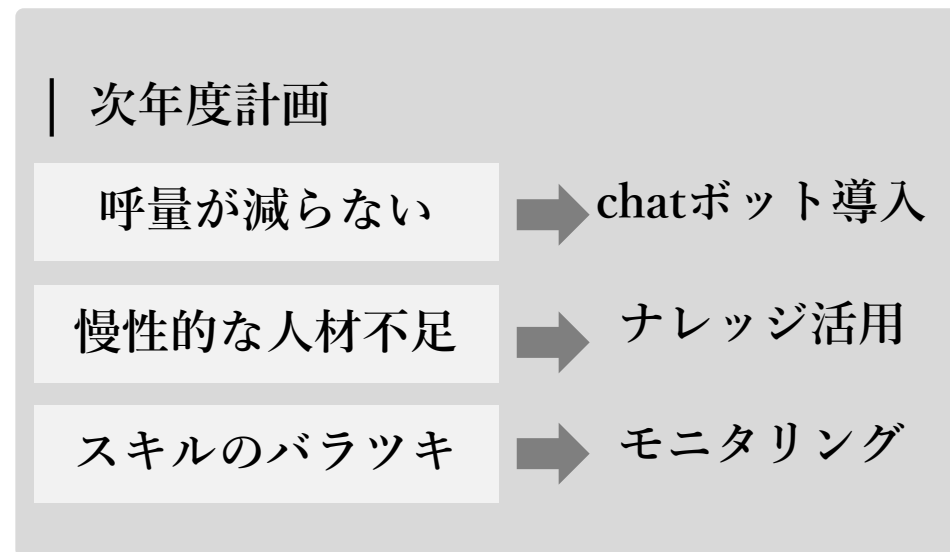 次年度計画
呼量が減らない
chatボット導入
慢性的な人材不足
ナレッジ活用
スキルのバラツキ
モニタリング